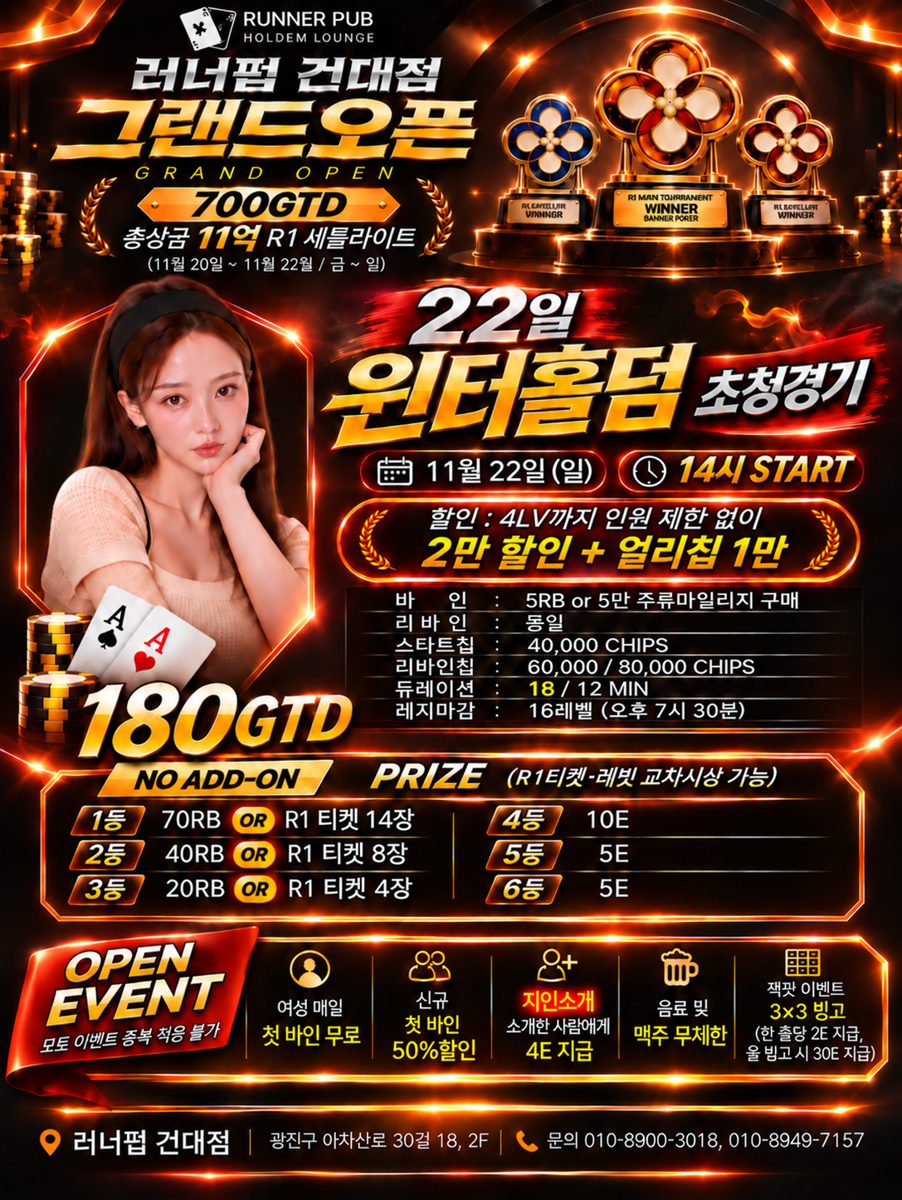 RUNNER PUB
HOLDEM LOUNGE
러너펌 건대점
그랜드오픈
GRAND OPEN
700GTD
총상금 11억 R1 세틀라이트
(11월 20일 ~ 11월 22월 / 금 ~ 일)
WINNER
R1 MAN TOURRAMENT
WINNER
BANNER PORER
WINNER
22일
윈터홀덤 초청경기
11월 22일 (일)
14시 START
할인 : 4LV까지 인원 제한 없이
2만 할인 + 얼리칩 1만
바 인 : 5RB or 5만 주류마일리지 구매
리 바 인 : 동일
스타트칩 : 40,000 CHIPS
리바인칩 : 60,000 / 80,000 CHIPS
듀레이션 : 18 / 12 MIN
레지마감 : 16레벨 (오후 7시 30분)
A
A
180GTD
NO ADD-ON
PRIZE (R1티켓-레빗 교차시상 가능)
1등 70RB OR R1 티켓 14장
2등 40RB OR R1 티켓 8장
3등 20RB OR R1 티켓 4장
4등 10E
5등 5E
6등 5E
OPEN
EVENT
모토 이벤트 중복 적응 불가
여성 매일
첫 바인 무료
신규
첫 바인
50%할인
지인소개
소개한 사람에게
4E 지급
음료 및
맥주 무체한
잭팟 이벤트
3×3 빙고
(한 줄당 2E 지급,
올 빙고 시 30E 지급)
러너펍 건대점
광진구 아차산로 30걸 18, 2F
문의 010-8900-3018, 010-8949-7157